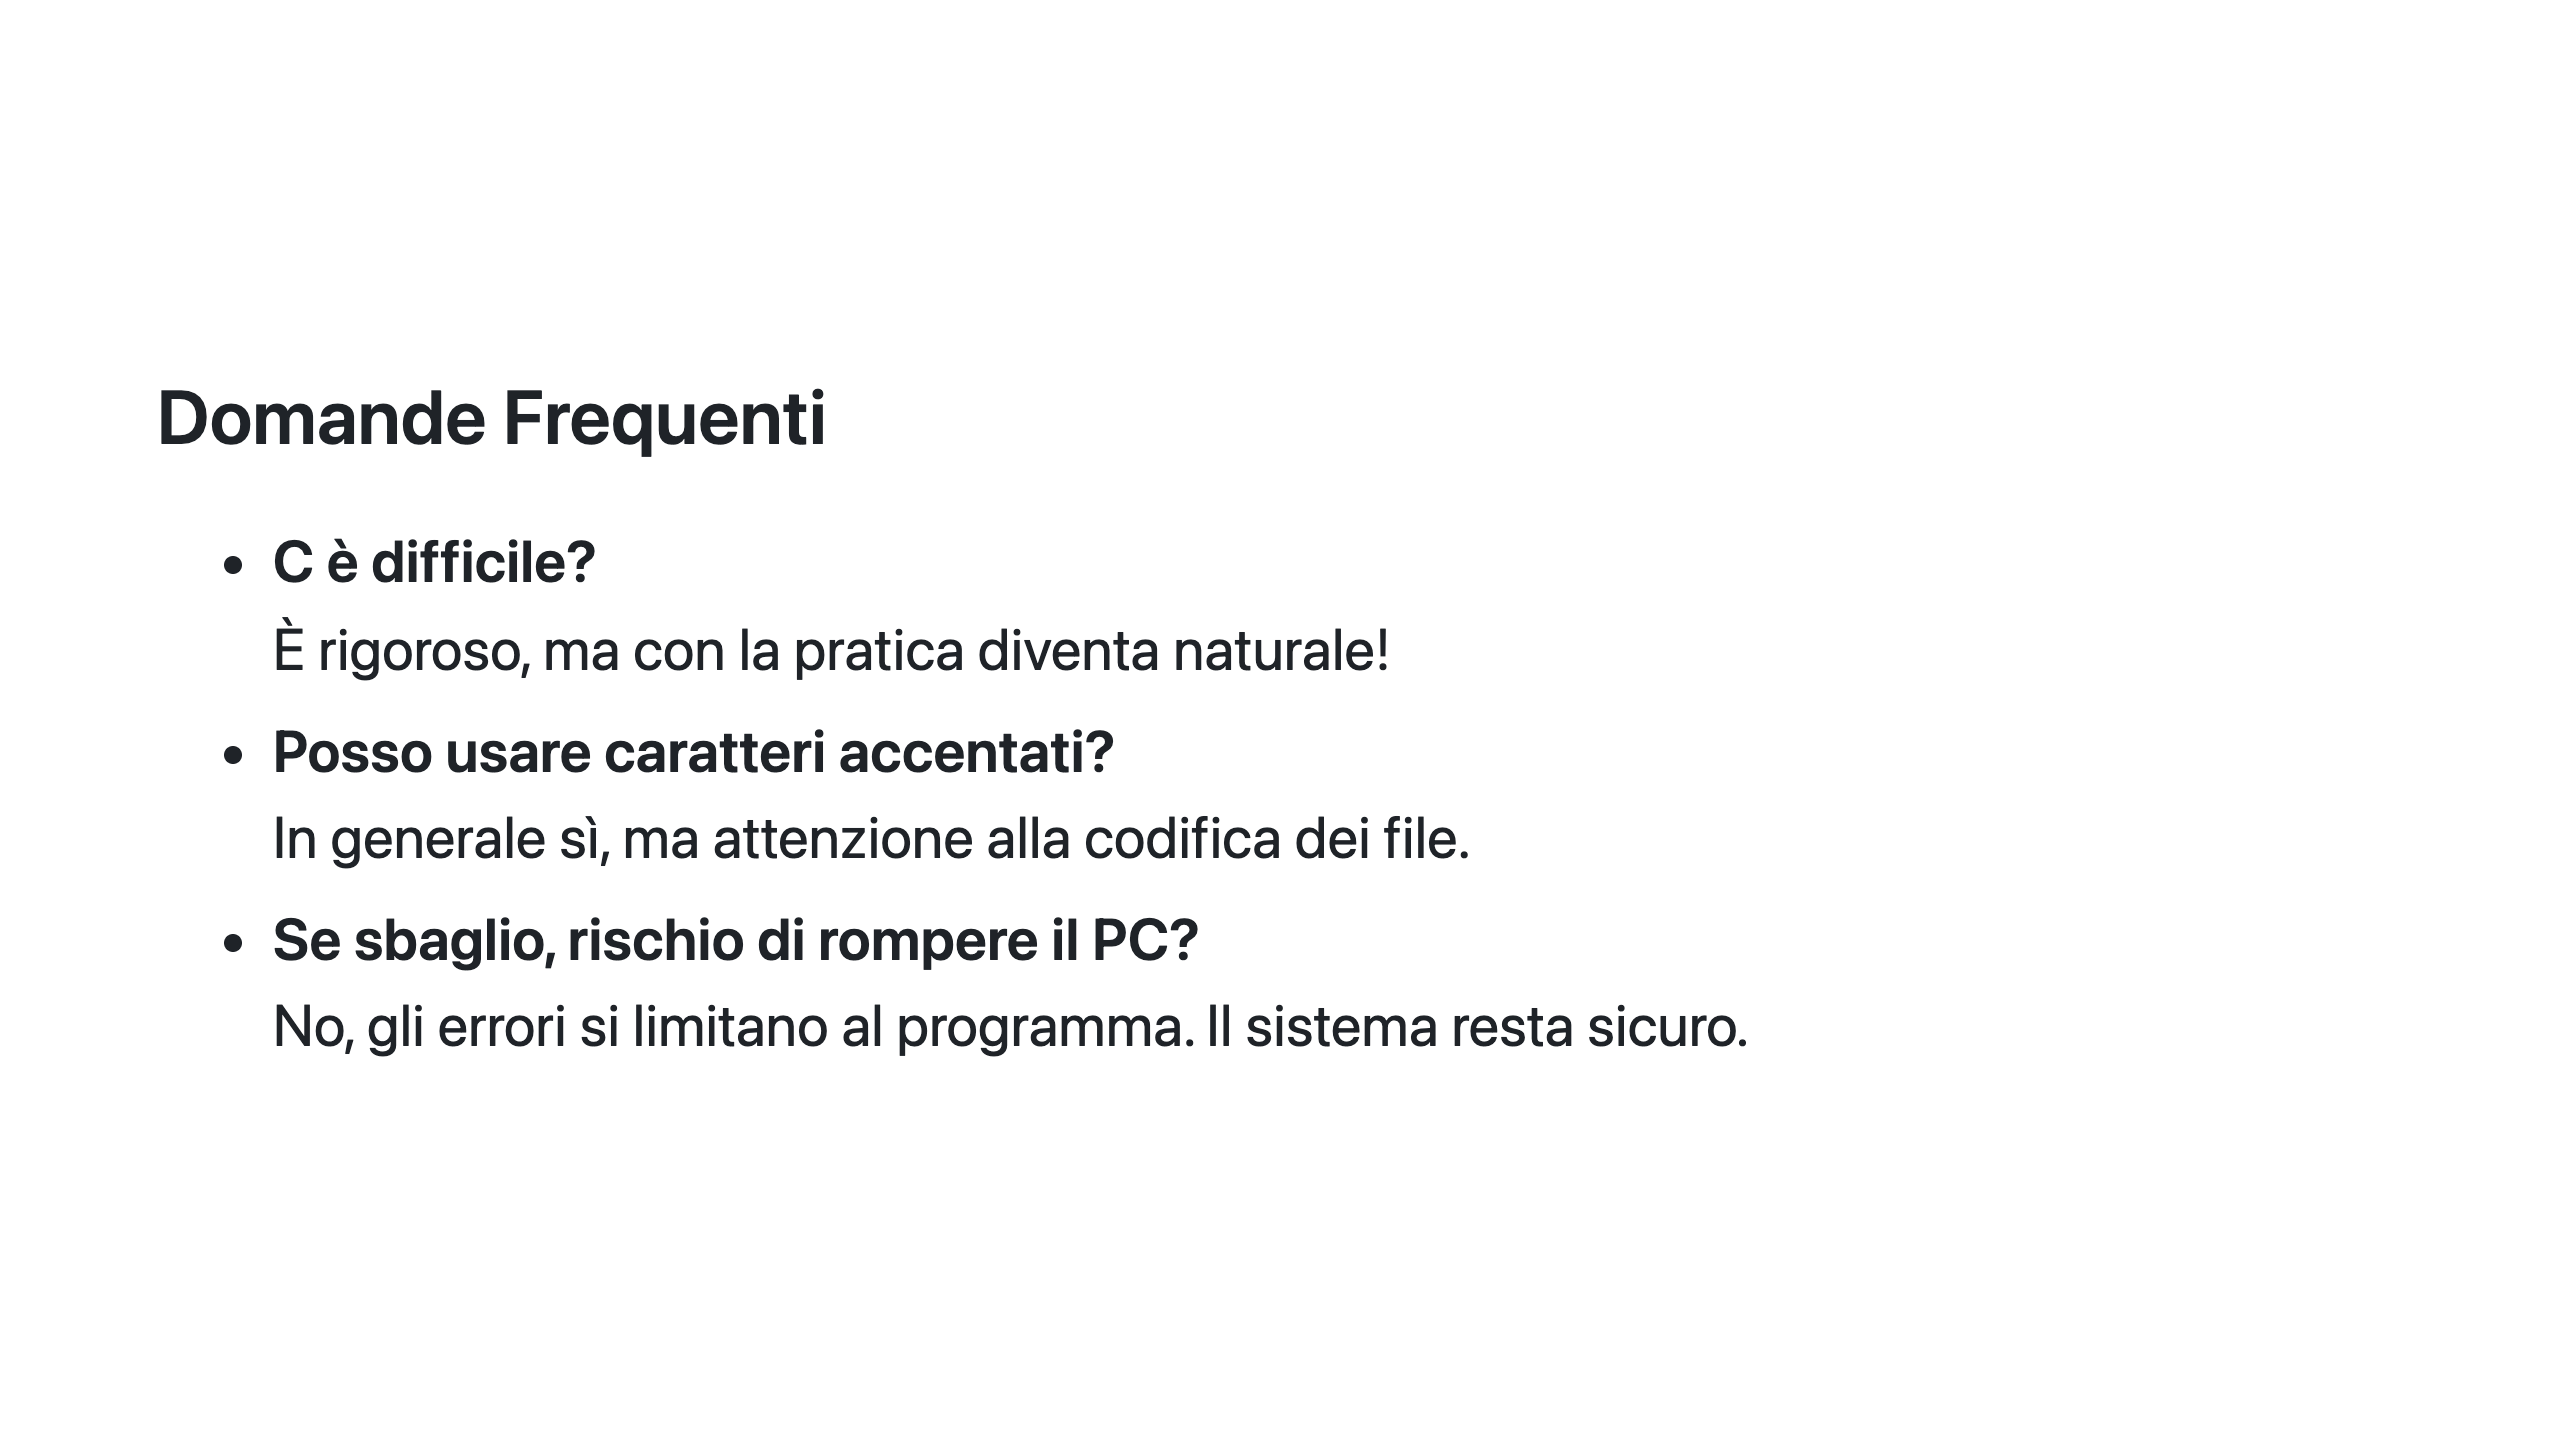 Domande Frequenti
• C è difficile?
È rigoroso, ma con la pratica diventa naturale!
• Posso usare caratteri accentati?
In generale sì, ma attenzione alla codifica dei file.
• Se sbaglio, rischio di rompere il PC?
No, gli errori si limitano al programma. Il sistema resta sicuro.